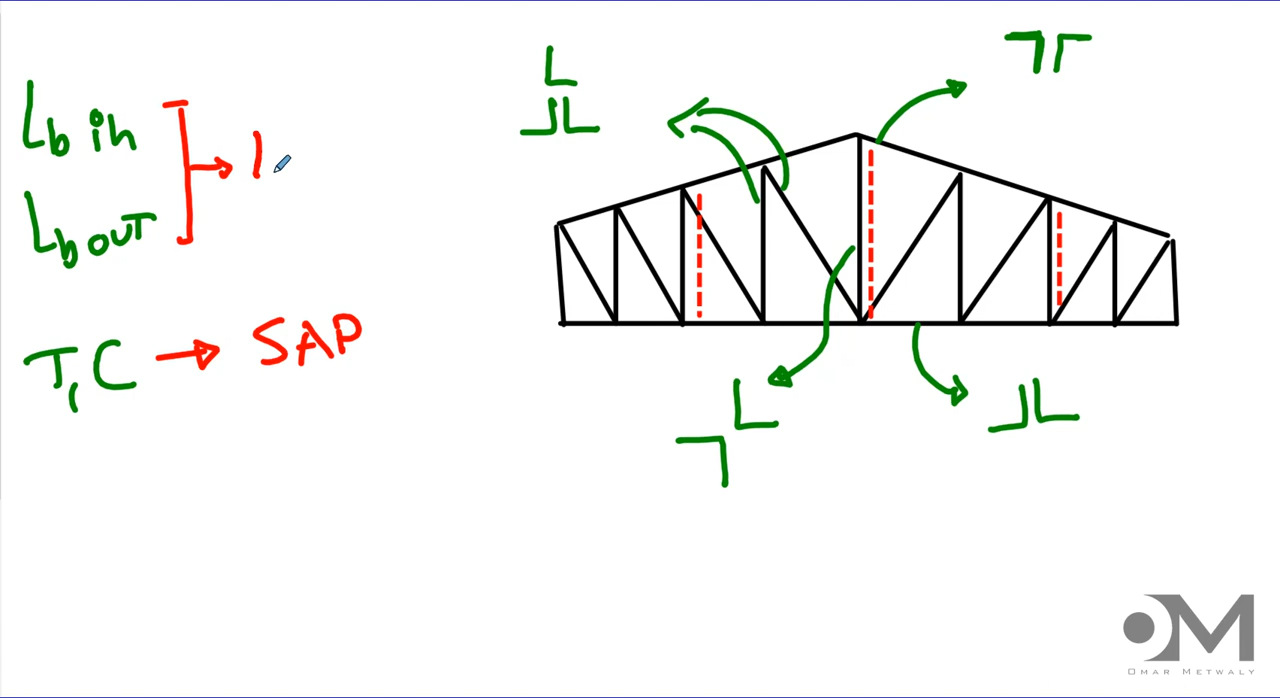 Lb in
Lb out
T, C → SAP
OM
OMAR METWALY